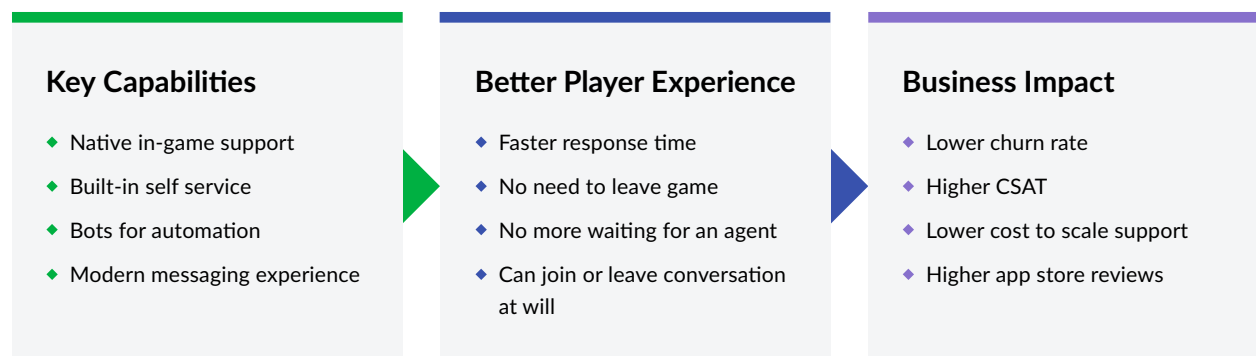 Key Capabilities
Native in-game support
Built-in self service
Bots for automation
Modern messaging experience
Better Player Experience
Faster response time
No need to leave game
No more waiting for an agent
Can join or leave conversation
at will
Business Impact
Lower churn rate
Higher CSAT
Lower cost to scale support
Higher app store reviews